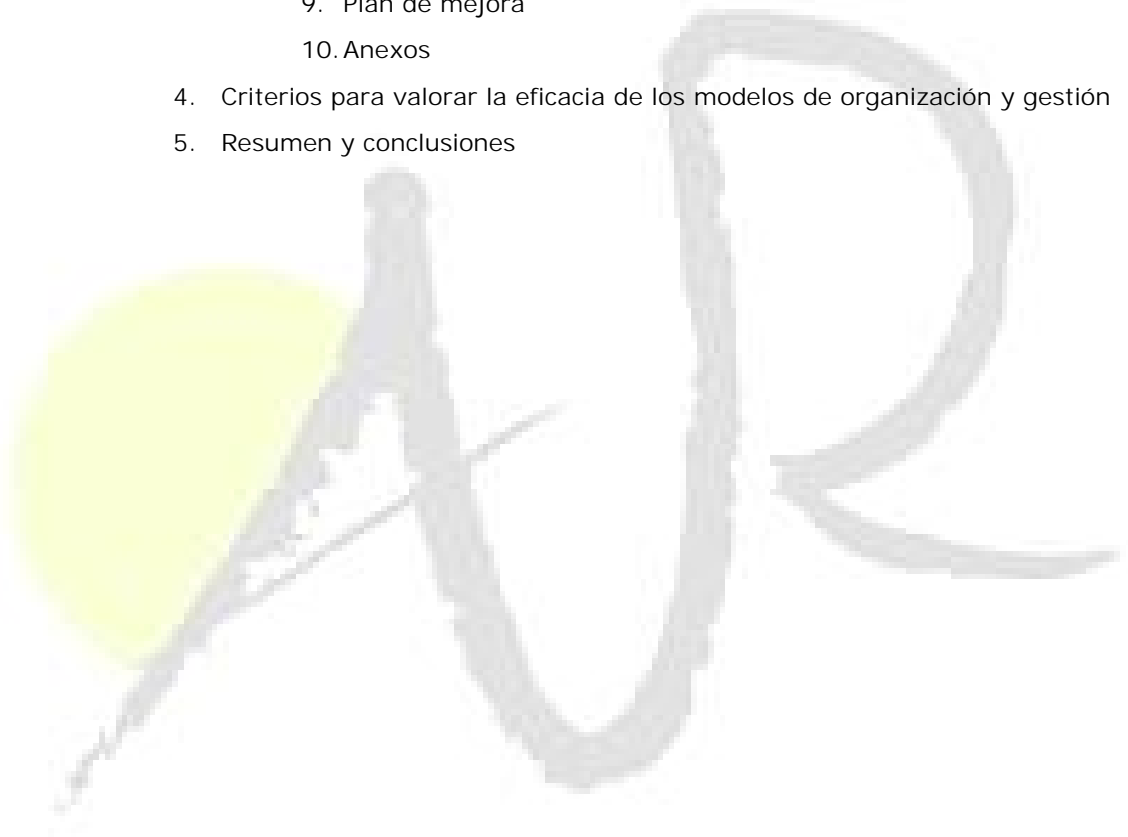 9. Plan de mejora
10. Anexos
4. Criterios para valorar la eficacia de los modelos de organización y gestión
5. Resumen y conclusiones